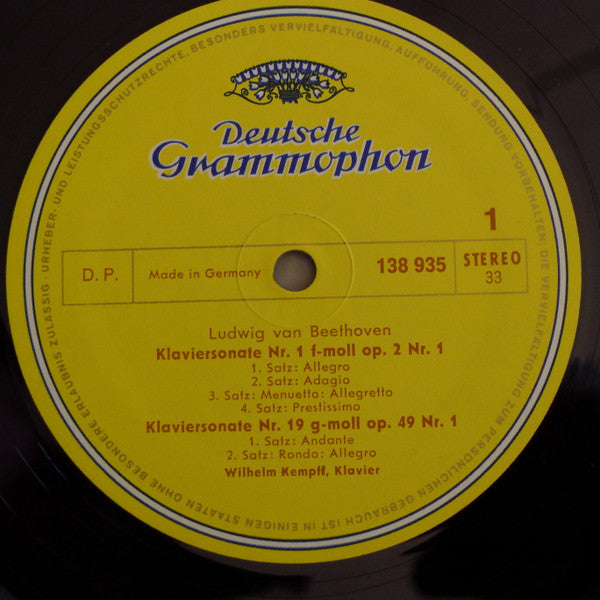 Deutsche
Grammophon
1
D. P.
Made in Germany
138 935
STEREO
33
Ludwig van Beethoven
Klaviersonate Nr. 1 f-moll op. 2 Nr. 1
1. Satz: Allegro
2. Satz: Adagio
3. Satz: Menuetto: Allegretto
4. Satz: Prestissimo
Klaviersonate Nr. 19 g-moll op. 49 Nr. 1
1. Satz: Andante
2. Satz: Rondo: Allegro
Wilhelm Kempff, Klavier
URHEBER- UND LEISTUNGSSCHUTZRECHTE, BESONDERS VERVIELFÄLTIGUNG, AUFFÜHRUNG, SENDUNG VORBEHALTEN; DIE VERVIELFÄLTIGUNG ZUM PERSÖNLICHEN GEBRAUCH IST IN EINIGEN STAATEN OHNE BESONDERE ERLAUBNIS ZULÄSSIG ·